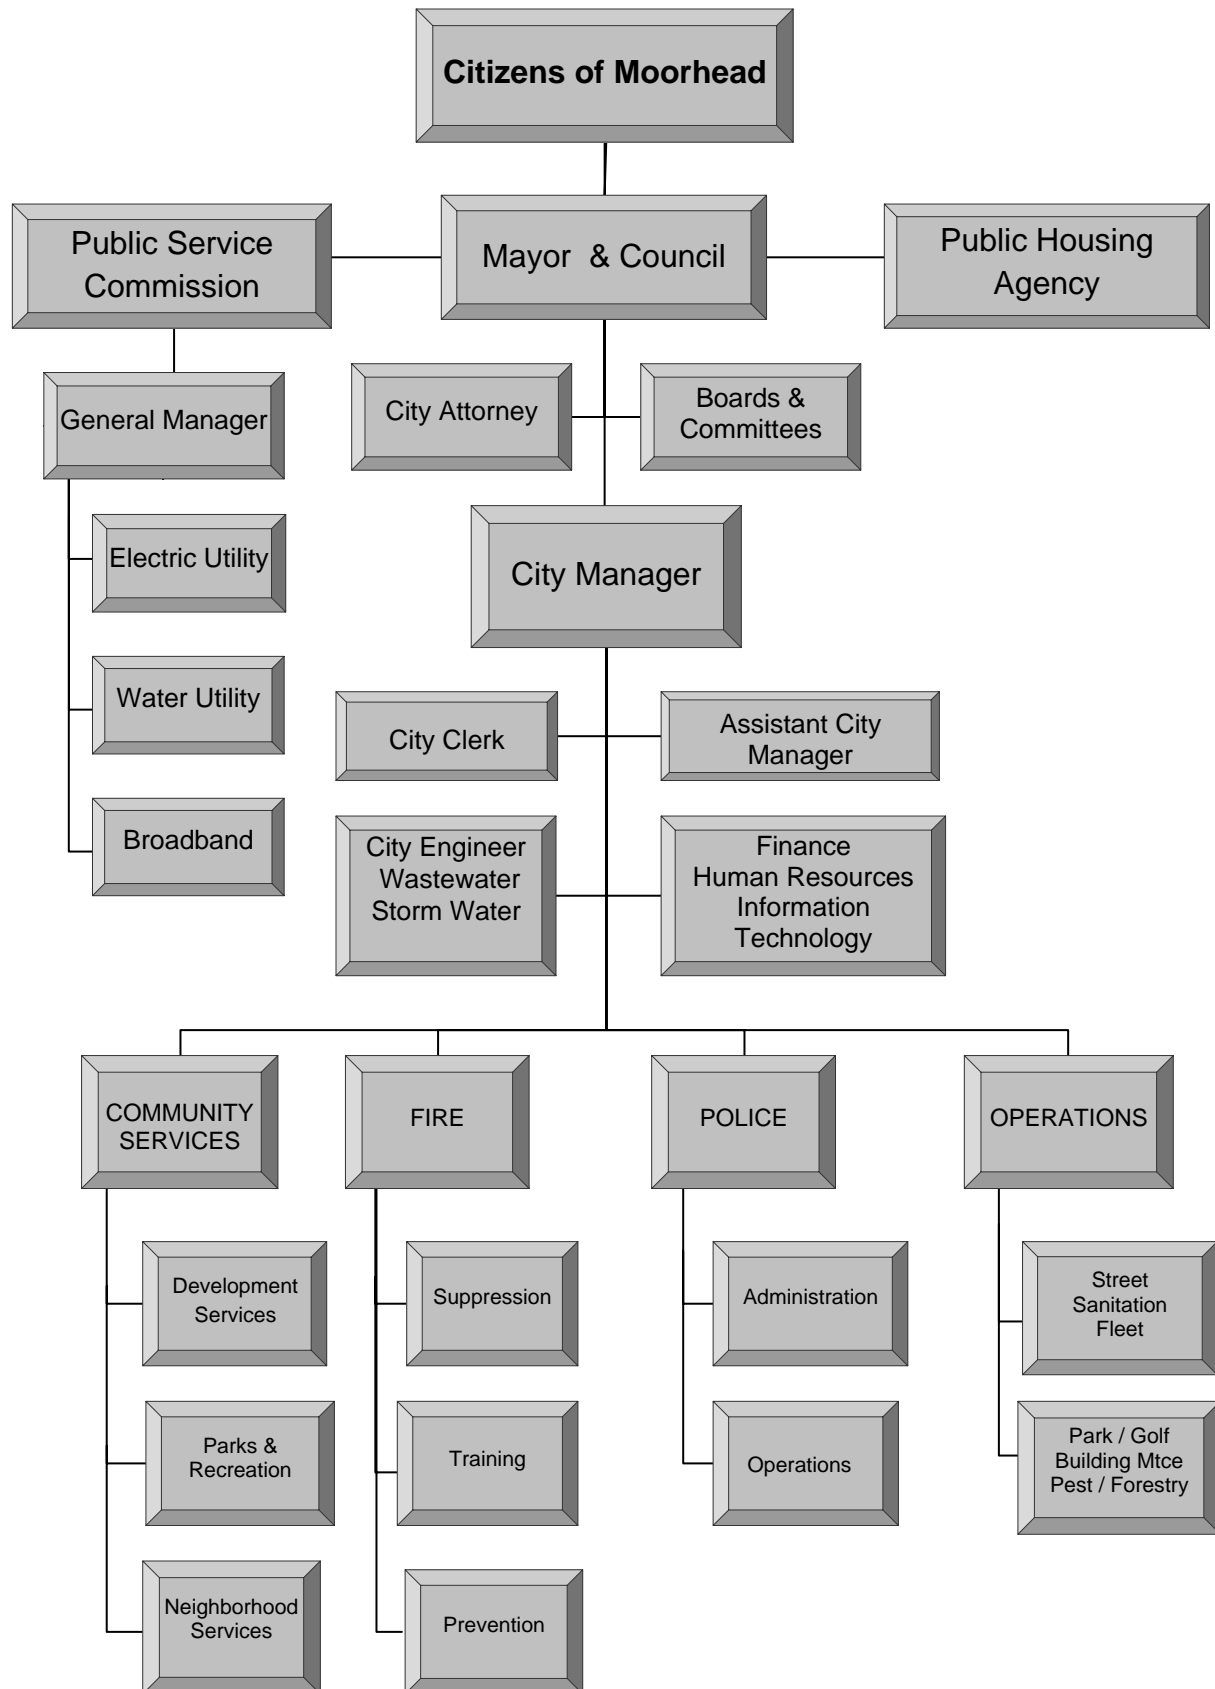 Citizens of Moorhead
Public Service
Commission
Mayor & Council
Public Housing
Agency
General Manager
City Attorney
Boards &
Committees
Electric Utility
City Manager
Water Utility
City Clerk
Assistant City
Manager
Broadband
City Engineer
Wastewater
Storm Water
Finance
Human Resources
Information
Technology
COMMUNITY
SERVICES
FIRE
POLICE
OPERATIONS
Development
Services
Suppression
Administration
Street
Sanitation
Fleet
Parks &
Recreation
Training
Operations
Park / Golf
Building Mtce
Pest / Forestry
Neighborhood
Services
Prevention